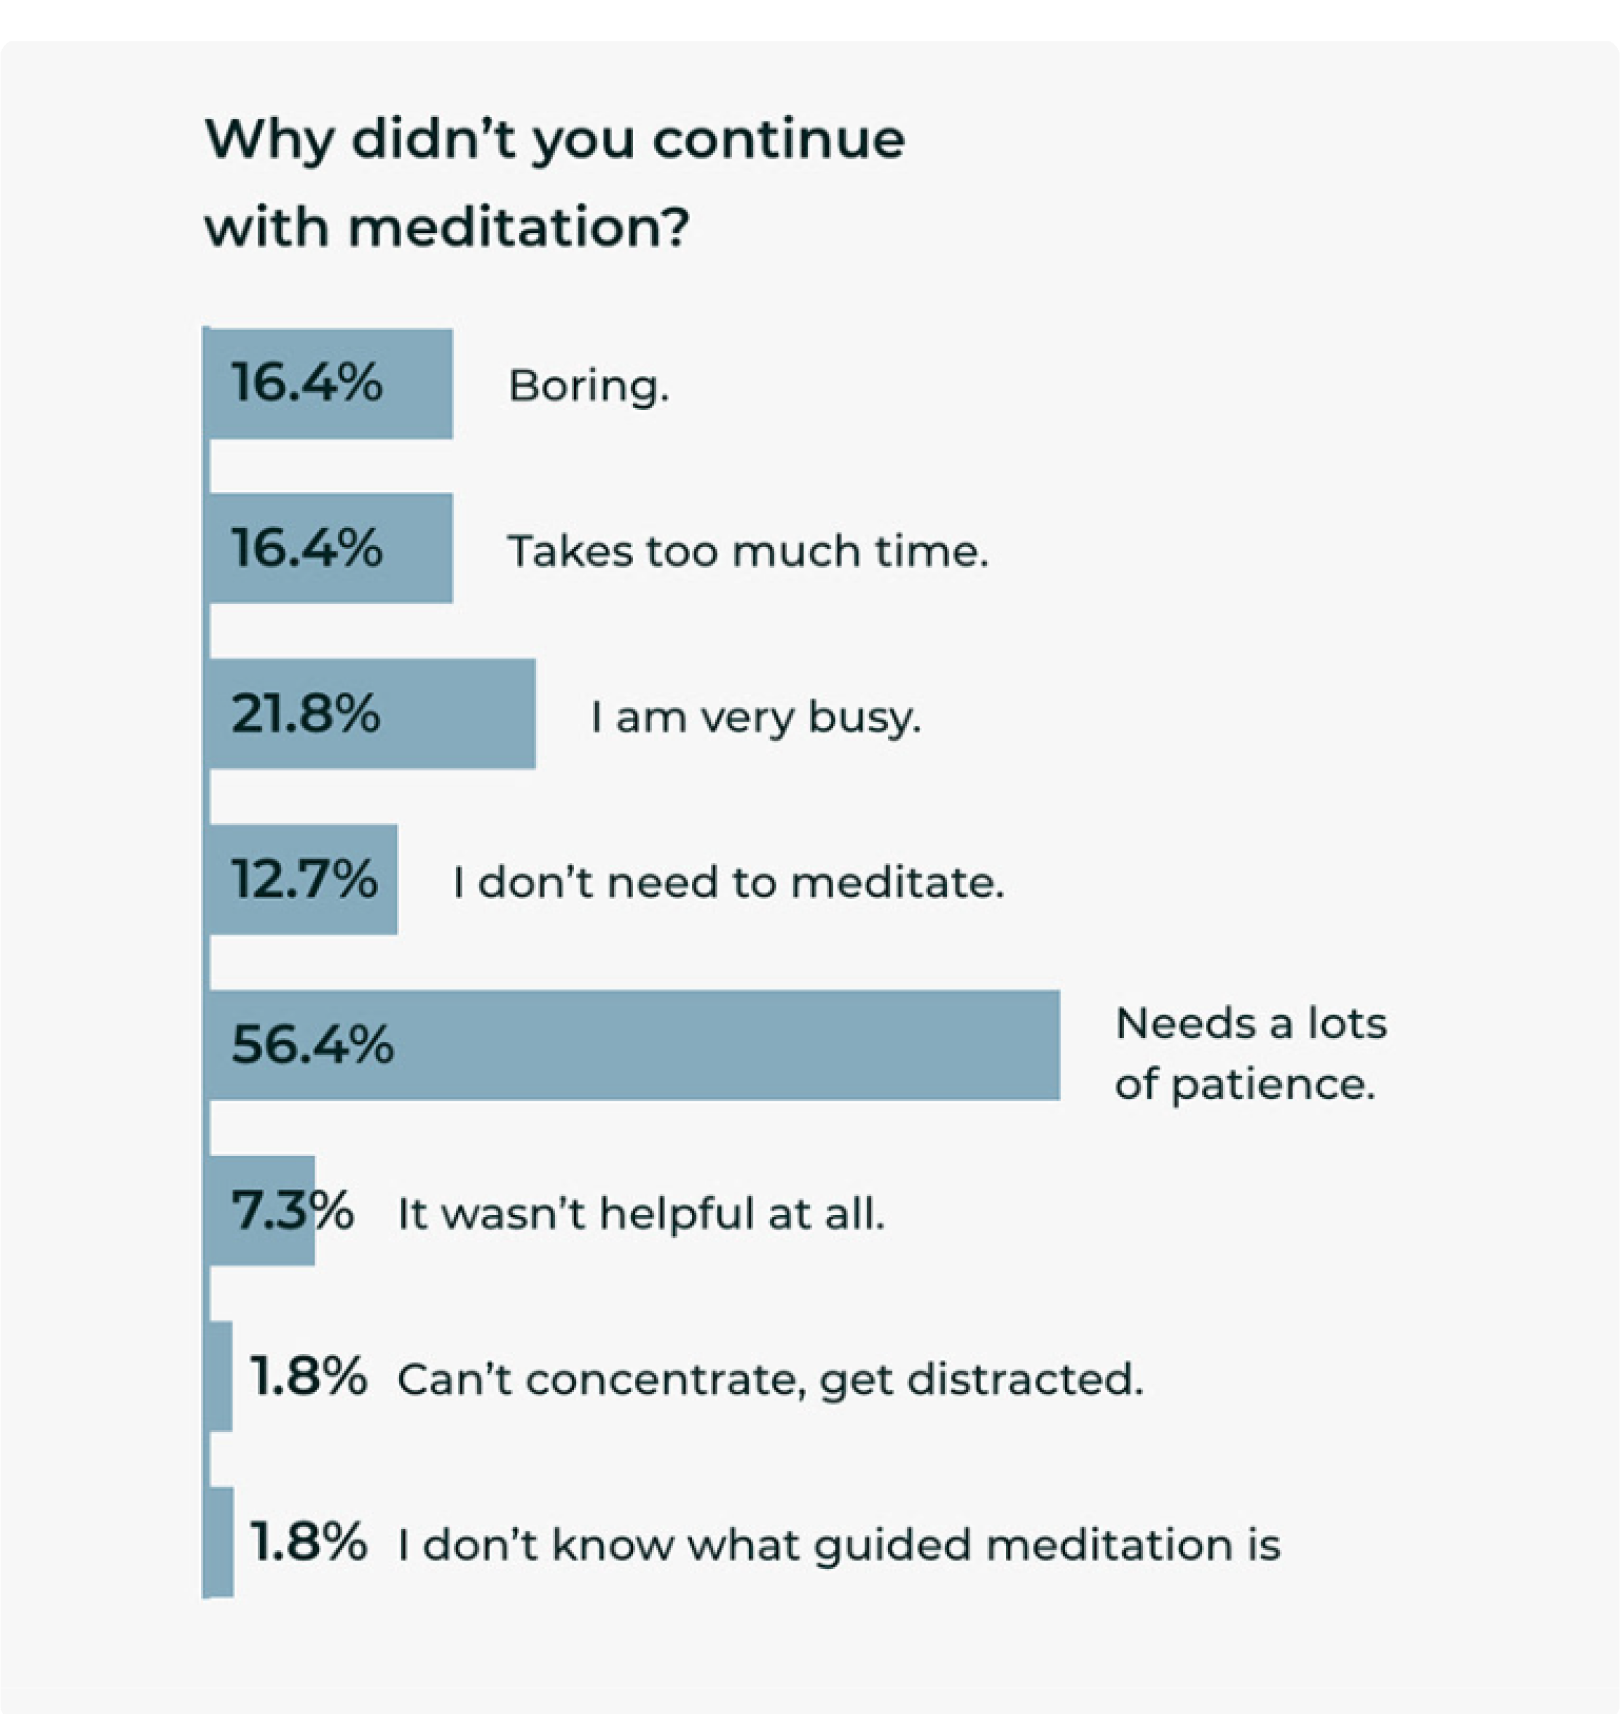 Why didn’t you continue
with meditation?
16.4% Boring.
16.4% Takes too much time.
21.8% I am very busy.
12.7% I don’t need to meditate.
56.4% Needs a lots
of patience.
7.3% It wasn’t helpful at all.
1.8% Can’t concentrate, get distracted.
1.8% I don’t know what guided meditation is